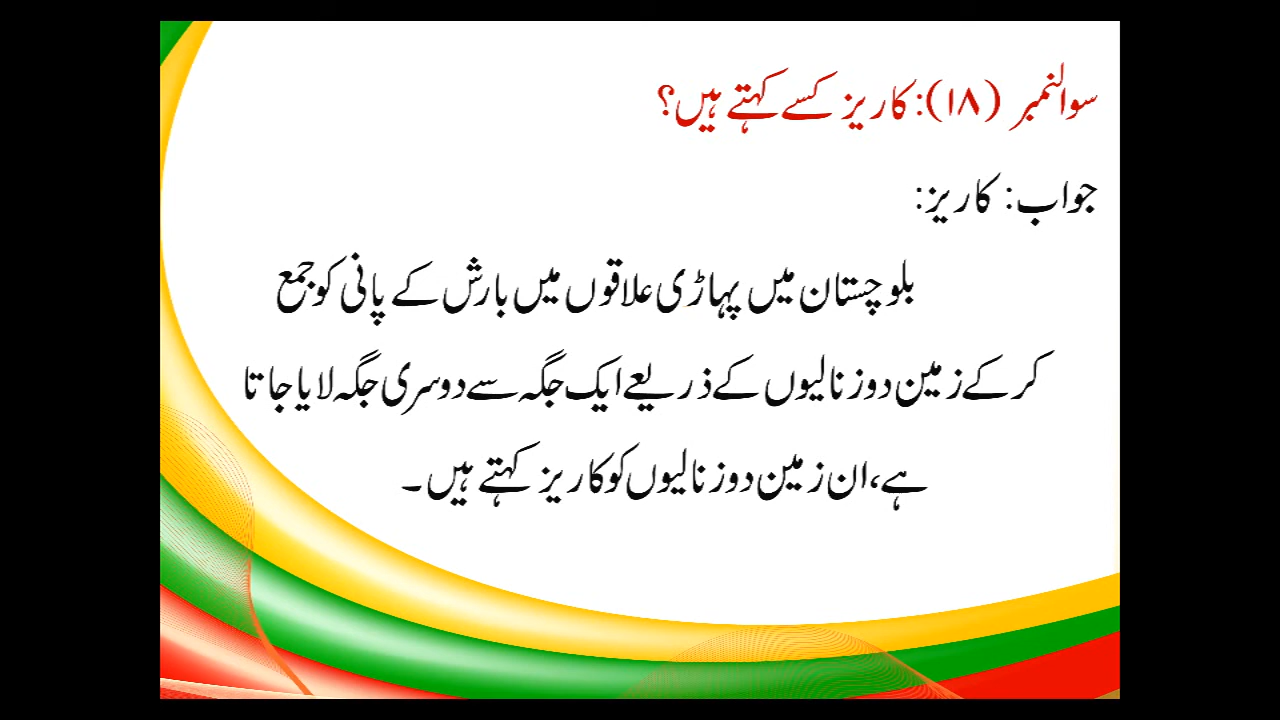 سوالنمبر (۱۸): کاریز کسے کہتے ہیں؟
جواب: کاریز:
بلوچستان میں پہاڑی علاقوں میں بارش کے پانی کو جمع
کرکے زمین دوز نالیوں کے ذریعے ایک جگہ سے دوسری جگہ لایا جاتا
ہے، ان زمین دوز نالیوں کو کاریز کہتے ہیں۔